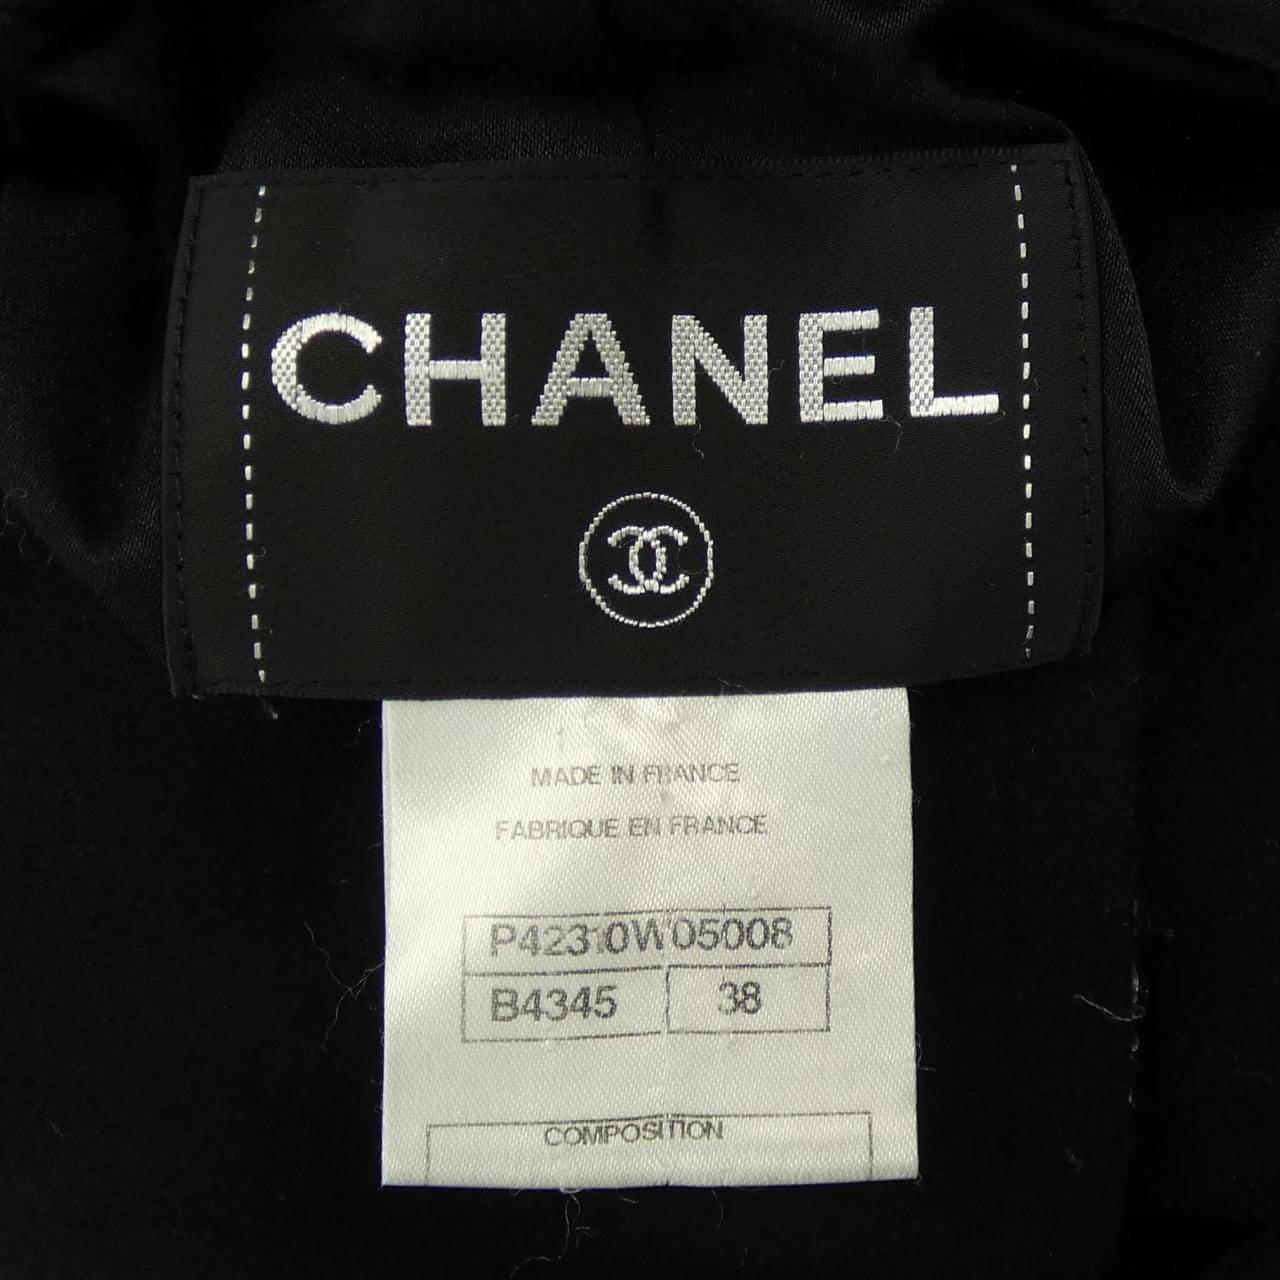 CHANEL
MADE IN FRANCE
FABRIQUE EN FRANCE
P42310W05008
B4345 38
COMPOSITION